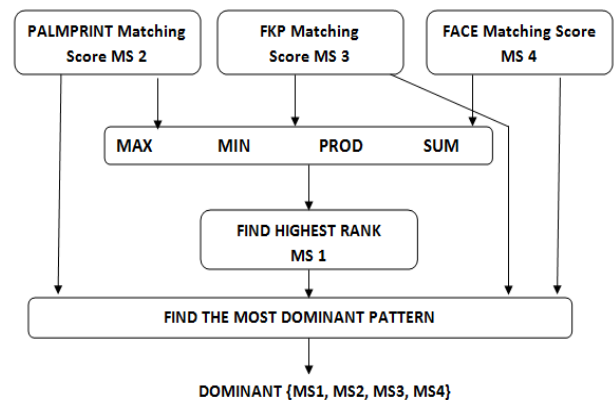 PALMPRINT Matching
Score MS 2
FKP Matching
Score MS 3
FACE Matching Score
MS 4
MAX MIN PROD SUM
FIND HIGHEST RANK
MS 1
FIND THE MOST DOMINANT PATTERN
DOMINANT {MS1, MS2, MS3, MS4}